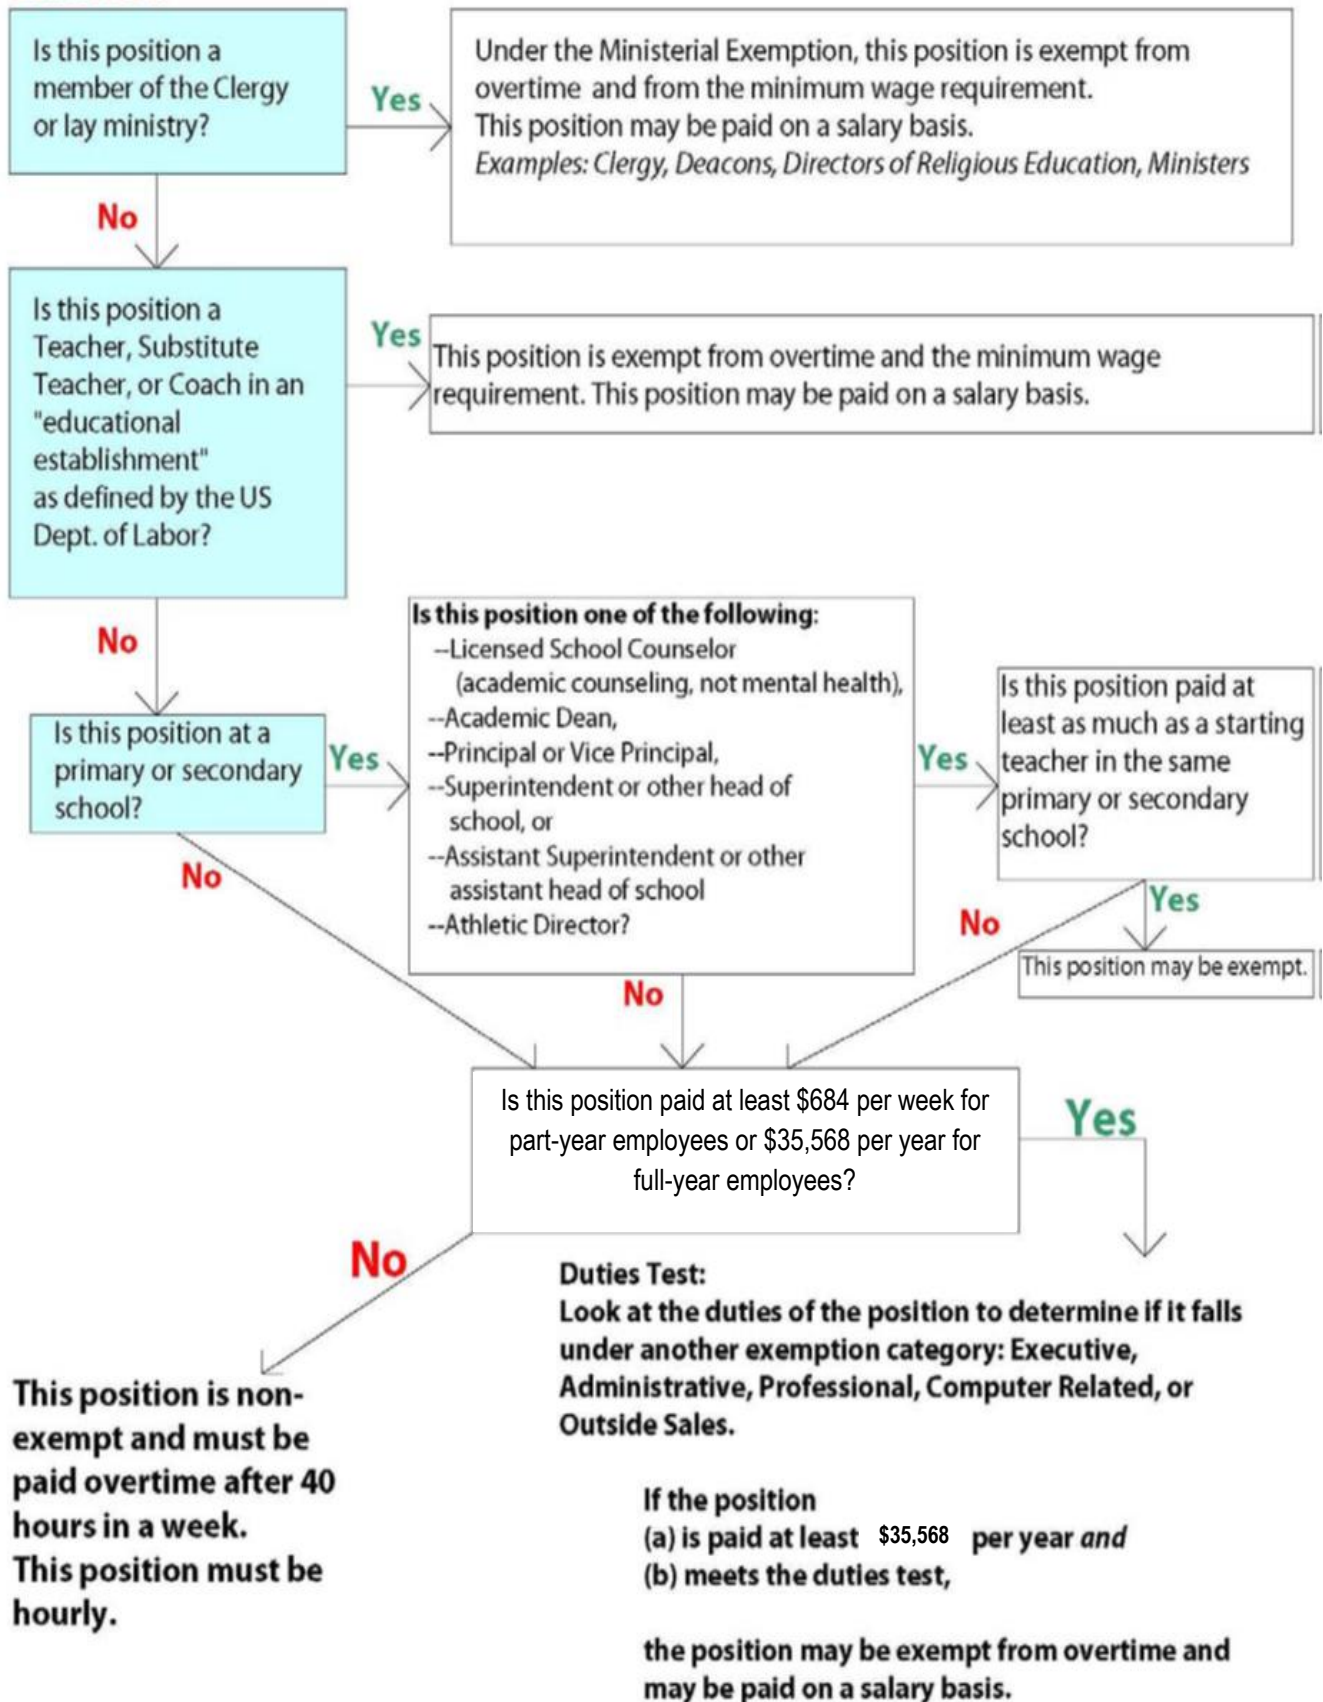 Is this position a
member of the Clergy
or lay ministry?
Yes
Under the Ministerial Exemption, this position is exempt from
overtime and from the minimum wage requirement.
This position may be paid on a salary basis.
Examples: Clergy, Deacons, Directors of Religious Education, Ministers
No
Is this position a
Teacher, Substitute
Teacher, or Coach in an
"educational
establishment"
as defined by the US
Dept. of Labor?
Yes
This position is exempt from overtime and the minimum wage
requirement. This position may be paid on a salary basis.
No
Is this position at a
primary or secondary
school?
Yes
Is this position one of the following:
--Licensed School Counselor
(academic counseling, not mental health),
--Academic Dean,
--Principal or Vice Principal,
--Superintendent or other head of
school, or
--Assistant Superintendent or other
assistant head of school
--Athletic Director?
Yes
Is this position paid at
least as much as a starting
teacher in the same
primary or secondary
school?
No
No
No
Yes
This position may be exempt.
Is this position paid at least $684 per week for
part-year employees or $35,568 per year for
full-year employees?
Yes
No
Duties Test:
Look at the duties of the position to determine if it falls
under another exemption category: Executive,
Administrative, Professional, Computer Related, or
Outside Sales.
This position is non-
exempt and must be
paid overtime after 40
hours in a week.
This position must be
hourly.
If the position
(a) is paid at least $35,568 per year and
(b) meets the duties test,
the position may be exempt from overtime and
may be paid on a salary basis.